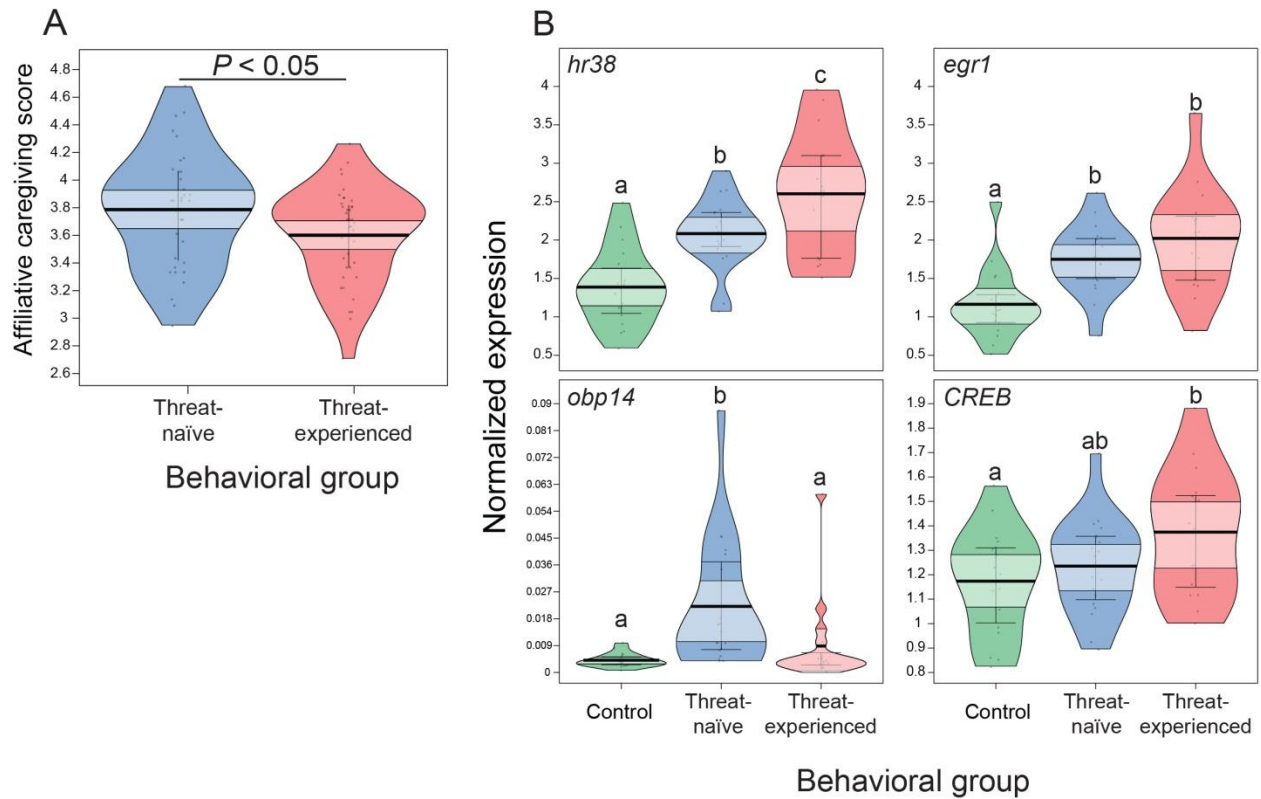 A
P < 0.05
Affiliative caregiving score
4.8
4.6
4.4
4.2
4
3.8
3.6
3.4
3.2
3
2.8
2.6
Threat-
naïve
Threat-
experienced
Behavioral group
B
Normalized expression
hr38
4
3.5
3
2.5
2
1.5
1
0.5
a
b
c
egr1
4
3.5
3
2.5
2
1.5
1
0.5
a
b
b
obp14
0.09
0.081
0.072
0.063
0.054
0.045
0.036
0.027
0.018
0.009
0
a
b
a
Control
Threat-
naïve
Threat-
experienced
CREB
1.9
1.8
1.7
1.6
1.5
1.4
1.3
1.2
1.1
1
0.9
0.8
a
ab
b
Control
Threat-
naïve
Threat-
experienced
Behavioral group